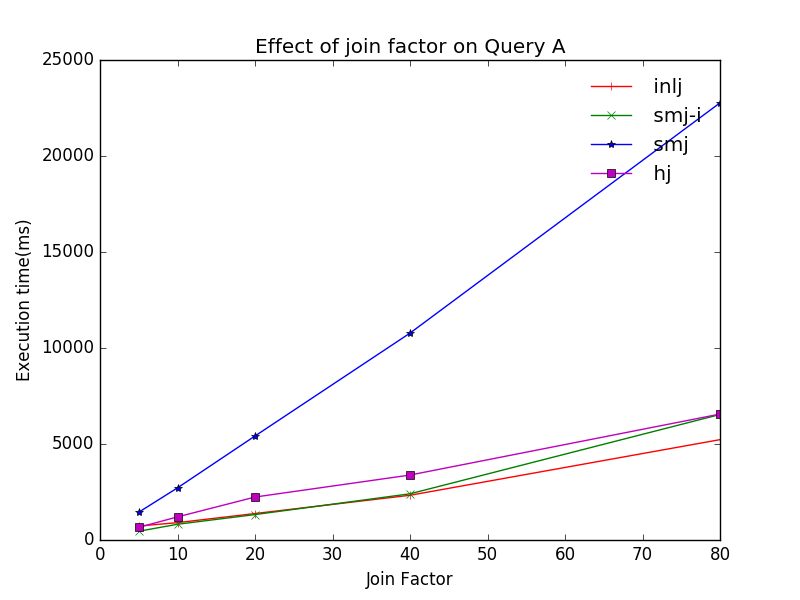 Effect of join factor on Query A
25000
20000
15000
10000
5000
0
Execution time(ms)
inlj
smj-i
smj
hj
0 10 20 30 40 50 60 70 80
Join Factor